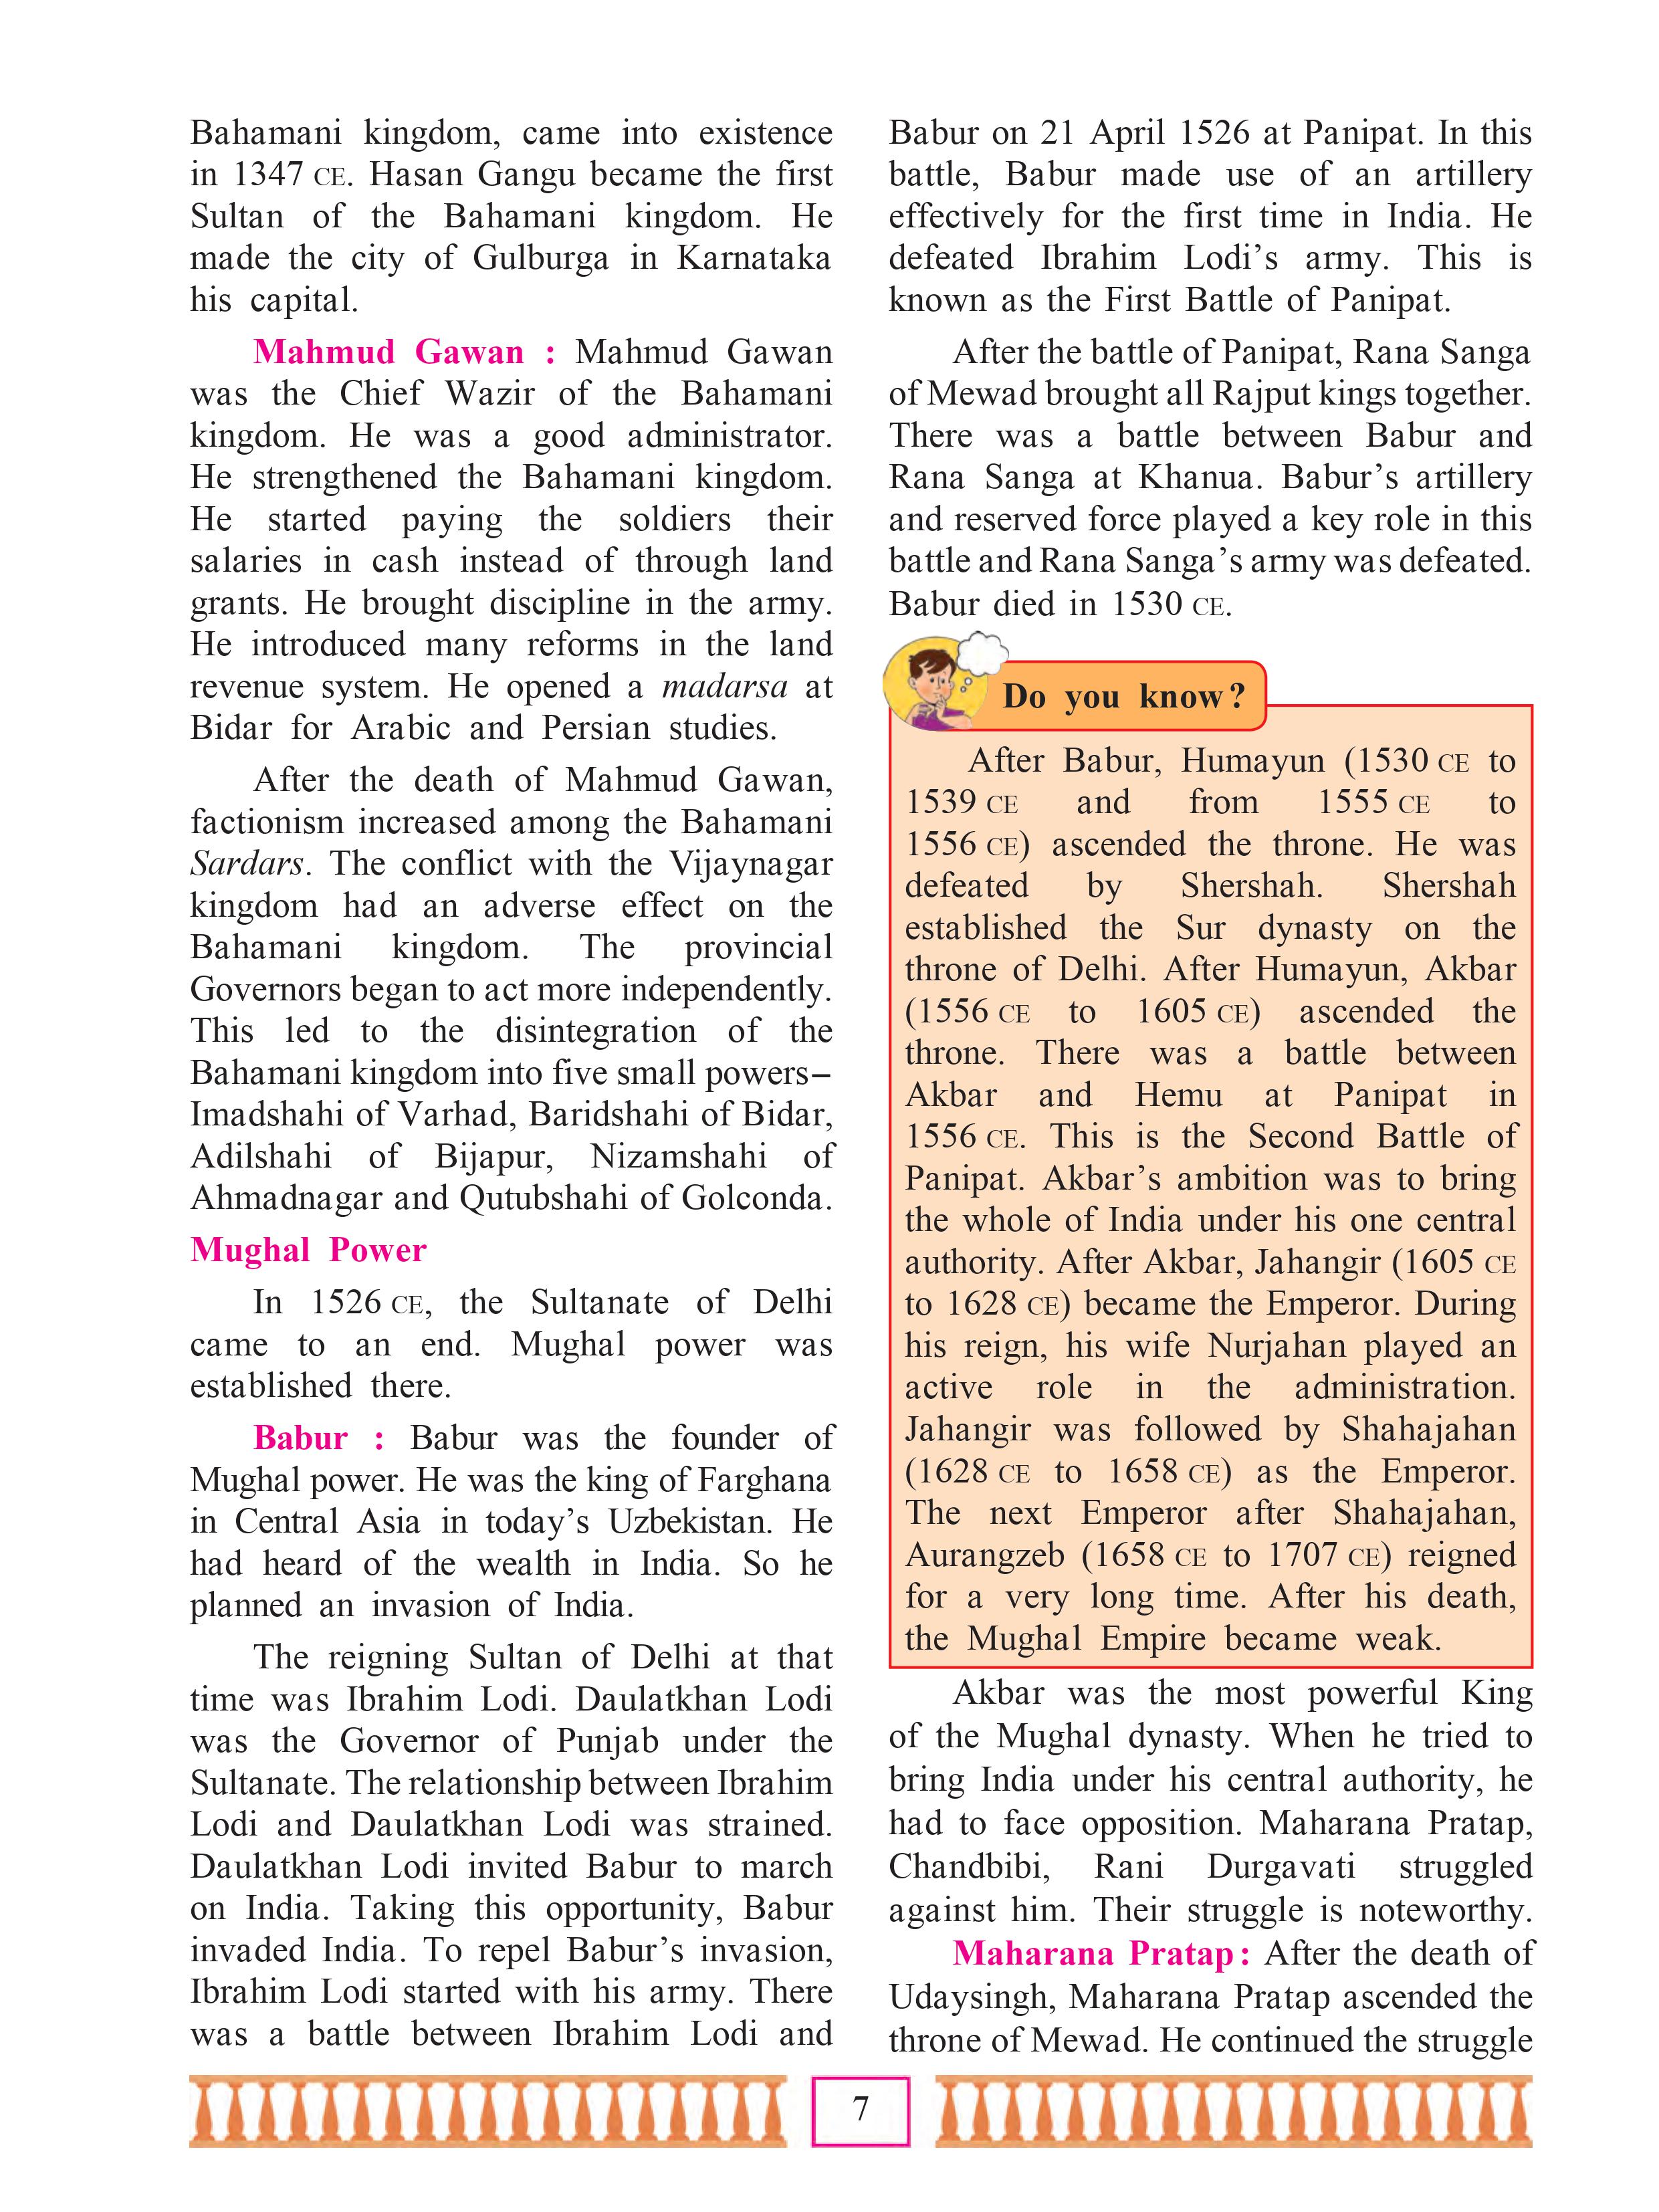 Bahamani kingdom, came into existence
in 1347 CE. Hasan Gangu became the first
Sultan of the Bahamani kingdom. He
made the city of Gulburga in Karnataka
his capital.
Mahmud Gawan : Mahmud Gawan
was the Chief Wazir of the Bahamani
kingdom. He was a good administrator.
He strengthened the Bahamani kingdom.
He started paying the soldiers their
salaries in cash instead of through land
grants. He brought discipline in the army.
He introduced many reforms in the land
revenue system. He opened a madarsa at
Bidar for Arabic and Persian studies.
After the death of Mahmud Gawan,
factionism increased among the Bahamani
Sardars. The conflict with the Vijaynagar
kingdom had an adverse effect on the
Bahamani kingdom. The provincial
Governors began to act more independently.
This led to the disintegration of the
Bahamani kingdom into five small powers–
Imadshahi of Varhad, Baridshahi of Bidar,
Adilshahi of Bijapur, Nizamshahi of
Ahmadnagar and Qutubshahi of Golconda.
Mughal Power
In 1526 CE, the Sultanate of Delhi
came to an end. Mughal power was
established there.
Babur : Babur was the founder of
Mughal power. He was the king of Farghana
in Central Asia in today's Uzbekistan. He
had heard of the wealth in India. So he
planned an invasion of India.
The reigning Sultan of Delhi at that
time was Ibrahim Lodi. Daulatkhan Lodi
was the Governor of Punjab under the
Sultanate. The relationship between Ibrahim
Lodi and Daulatkhan Lodi was strained.
Daulatkhan Lodi invited Babur to march
on India. Taking this opportunity, Babur
invaded India. To repel Babur's invasion,
Ibrahim Lodi started with his army. There
was a battle between Ibrahim Lodi and
Babur on 21 April 1526 at Panipat. In this
battle, Babur made use of an artillery
effectively for the first time in India. He
defeated Ibrahim Lodi's army. This is
known as the First Battle of Panipat.
After the battle of Panipat, Rana Sanga
of Mewad brought all Rajput kings together.
There was a battle between Babur and
Rana Sanga at Khanua. Babur's artillery
and reserved force played a key role in this
battle and Rana Sanga's army was defeated.
Babur died in 1530 CE.
Do you know?
After Babur, Humayun (1530 CE to
1539 CE and from 1555 CE to
1556 CE) ascended the throne. He was
defeated by Shershah. Shershah
established the Sur dynasty on the
throne of Delhi. After Humayun, Akbar
(1556 CE to 1605 CE) ascended the
throne. There was a battle between
Akbar and Hemu at Panipat in
1556 CE. This is the Second Battle of
Panipat. Akbar's ambition was to bring
the whole of India under his one central
authority. After Akbar, Jahangir (1605 CE
to 1628 CE) became the Emperor. During
his reign, his wife Nurjahan played an
active role in the administration.
Jahangir was followed by Shahajahan
(1628 CE to 1658 CE) as the Emperor.
The next Emperor after Shahajahan,
Aurangzeb (1658 CE to 1707 CE) reigned
for a very long time. After his death,
the Mughal Empire became weak.
Akbar was the most powerful King
of the Mughal dynasty. When he tried to
bring India under his central authority, he
had to face opposition. Maharana Pratap,
Chandbibi, Rani Durgavati struggled
against him. Their struggle is noteworthy.
Maharana Pratap: After the death of
Udaysingh, Maharana Pratap ascended the
throne of Mewad. He continued the struggle
7